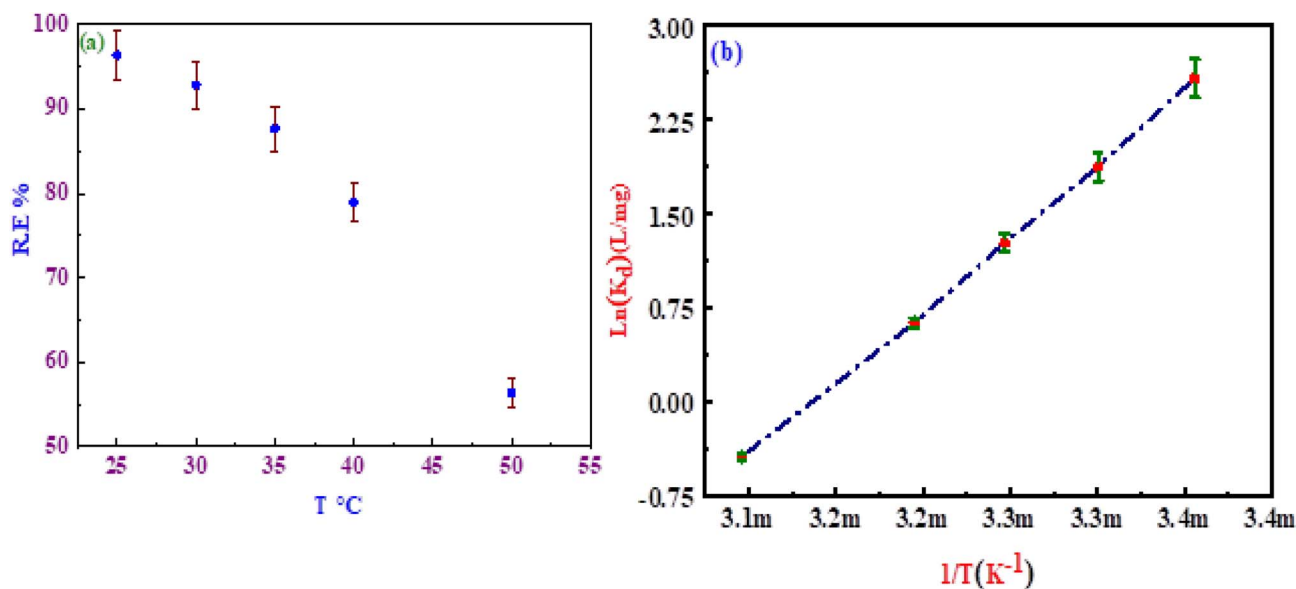 (a)
100
90
80
70
60
50
R.E %
25 30 35 40 45 50 55
T °C
(b)
3.00
2.25
1.50
0.75
0.00
-0.75
Ln(Kd) (L/mg)
3.1m 3.2m 3.2m 3.3m 3.3m 3.4m 3.4m
1/T(K-1)